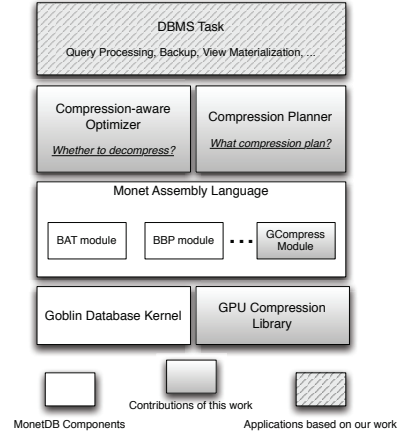 DBMS Task
Query Processing, Backup, View Materialization, ...
Compression-aware
Optimizer
Whether to decompress?
Compression Planner
What compression plan?
Monet Assembly Language
BAT module
BBP module
...
GCompress
Module
Goblin Database Kernel
GPU Compression
Library
MonetDB Components
Contributions of this work
Applications based on our work